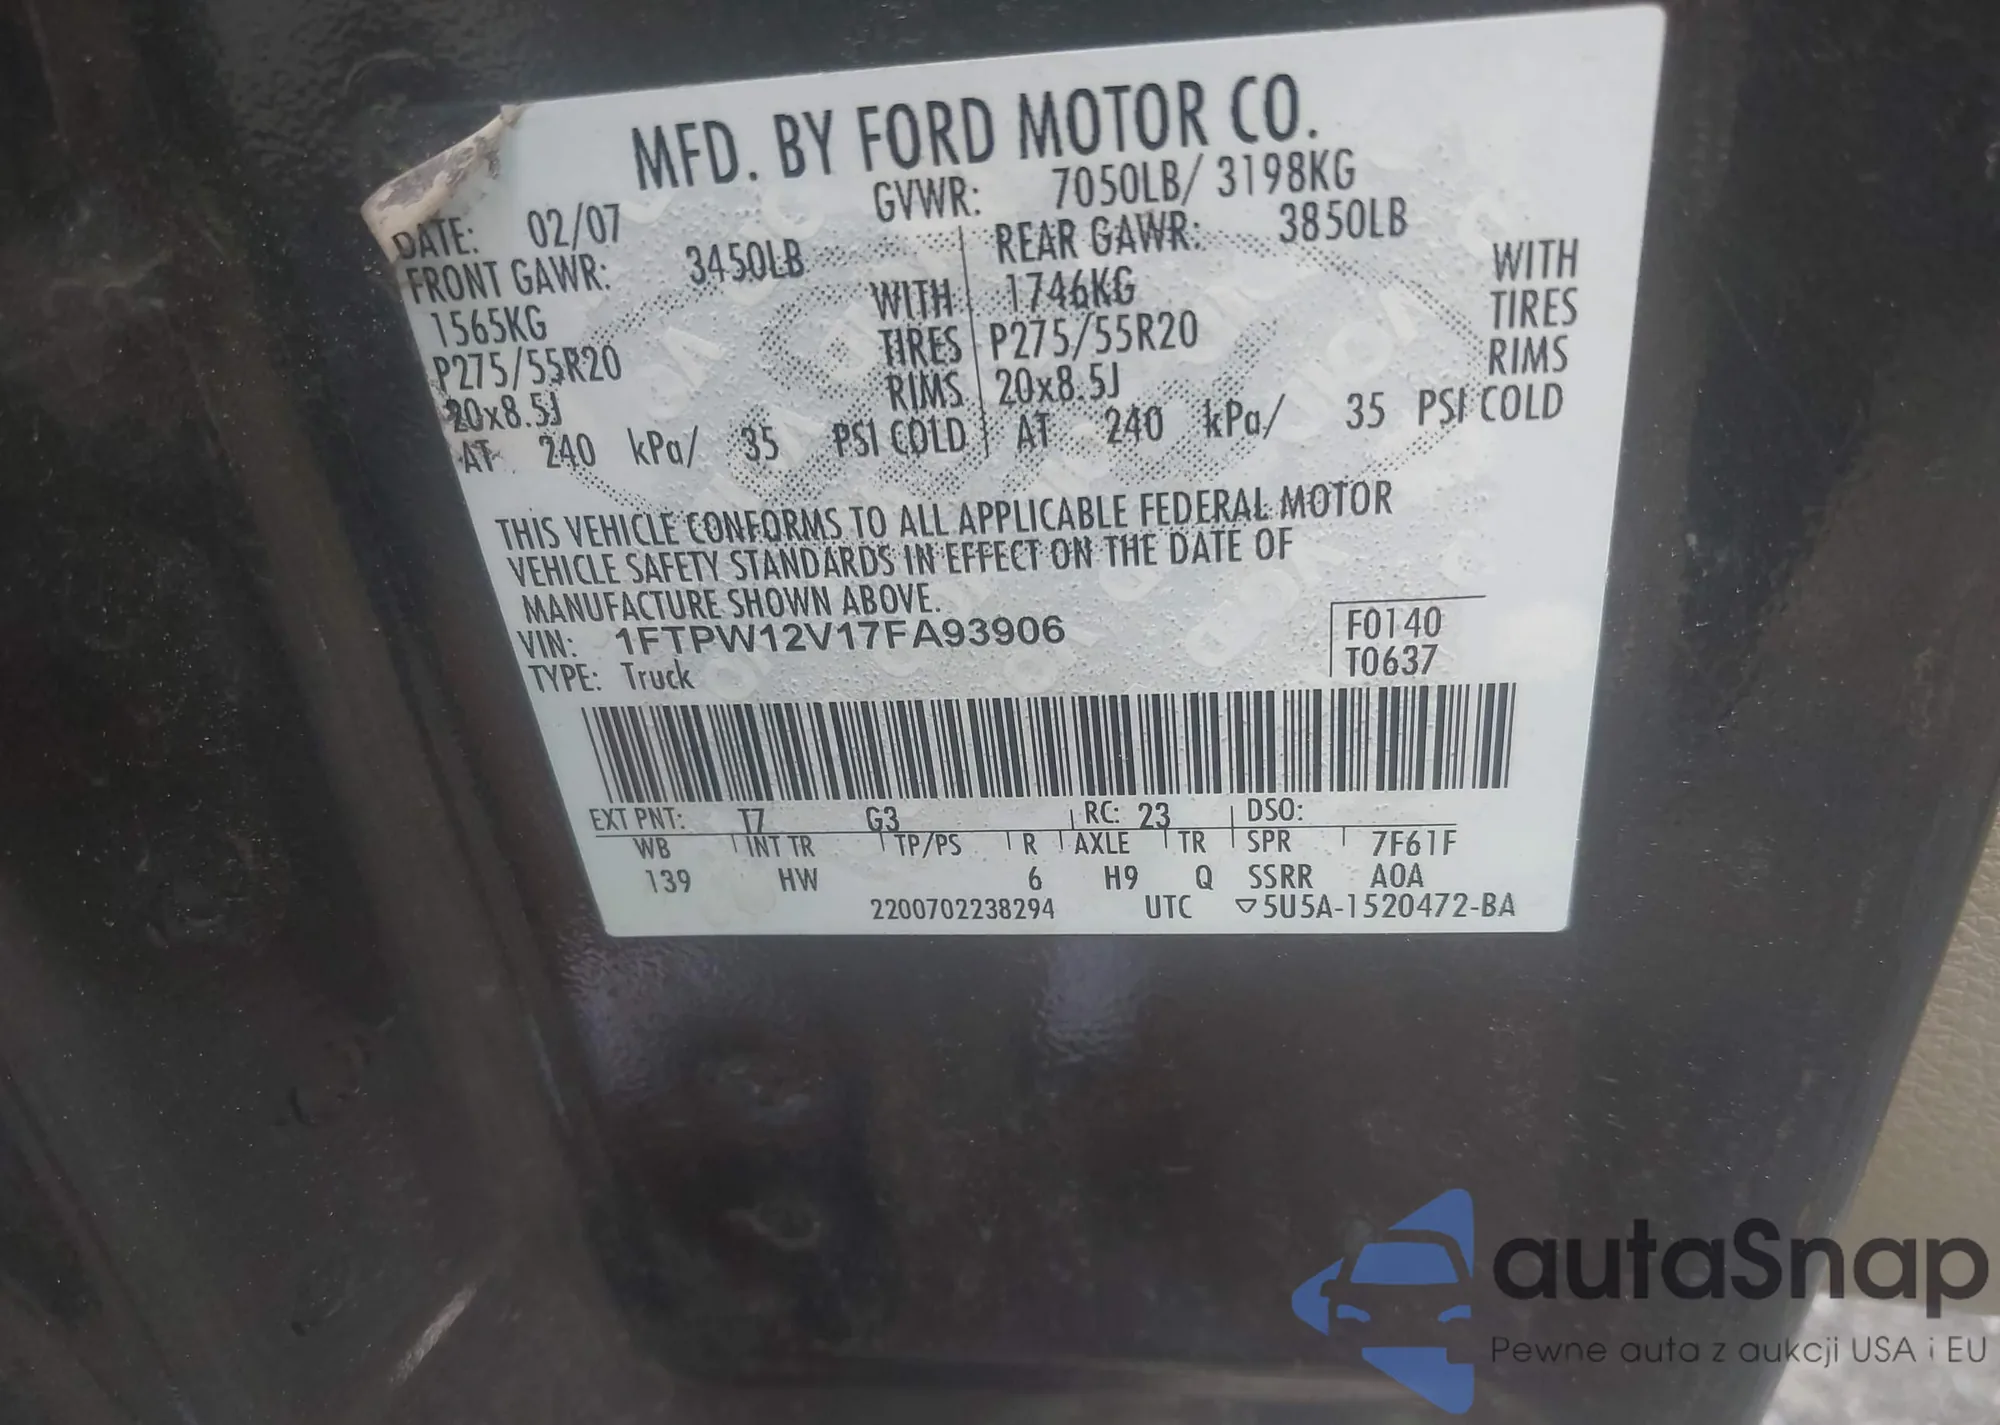 MFD. BY FORD MOTOR CO.
DATE: 02/07 GVWR: 7050LB/ 3198KG
FRONT GAWR: 3450LB REAR GAWR: 3850LB
1565KG WITH 1746KG WITH
P275/55R20 TIRES P275/55R20 TIRES
20x8.5J RIMS 20x8.5J RIMS
AT 240 kPa/ 35 PSI COLD AT 240 kPa/ 35 PSI COLD
THIS VEHICLE CONFORMS TO ALL APPLICABLE FEDERAL MOTOR
VEHICLE SAFETY STANDARDS IN EFFECT ON THE DATE OF
MANUFACTURE SHOWN ABOVE.
VIN: 1FTPW12V17FA93906 F0140
TYPE: Truck T0637
EXT PNT: T7 G3 RC: 23 DSO:
WB INT TR TP/PS R AXLE TR SPR 7F61F
139 HW 6 H9 Q SSRR A0A
2200702238294 UTC ▽5U5A-1520472-BA
autaSnap
Pewne auta z aukcji USA i EU